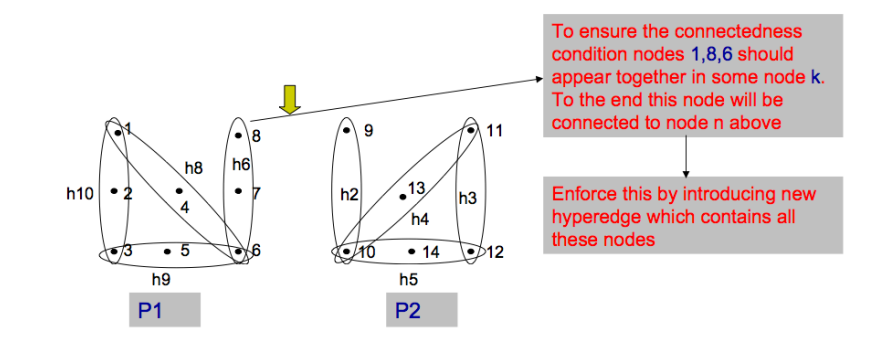 To ensure the connectedness
condition nodes 1,8,6 should
appear together in some node k.
To the end this node will be
connected to node n above
1
8
9
11
h8
h6
h10
2
4
7
h2
13
h4
h3
3
5
6
10
14
12
h9
h5
P1
P2
Enforce this by introducing new
hyperedge which contains all
these nodes